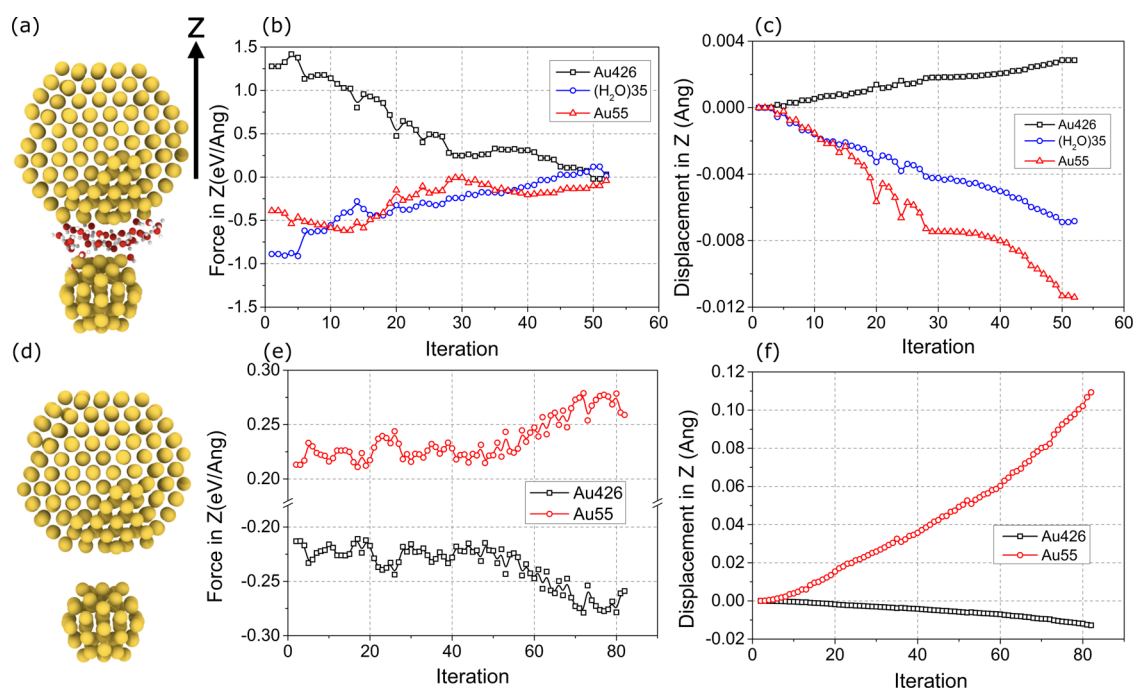 (a)
Z
(b)
1.5
1.0
0.5
0.0
-0.5
-1.0
-1.5
Force in Z(eV/Ang)
Au426
(H2O)35
Au55
0 10 20 30 40 50 60
Iteration
(c)
0.004
0.000
-0.004
-0.008
-0.012
Displacement in Z (Ang)
Au426
(H2O)35
Au55
0 10 20 30 40 50 60
Iteration
(d)
(e)
0.30
0.25
0.20
-0.20
-0.25
-0.30
Force in Z(eV/Ang)
Au426
Au55
0 20 40 60 80
Iteration
(f)
0.12
0.10
0.08
0.06
0.04
0.02
0.00
-0.02
Displacement in Z (Ang)
Au426
Au55
0 20 40 60 80
Iteration